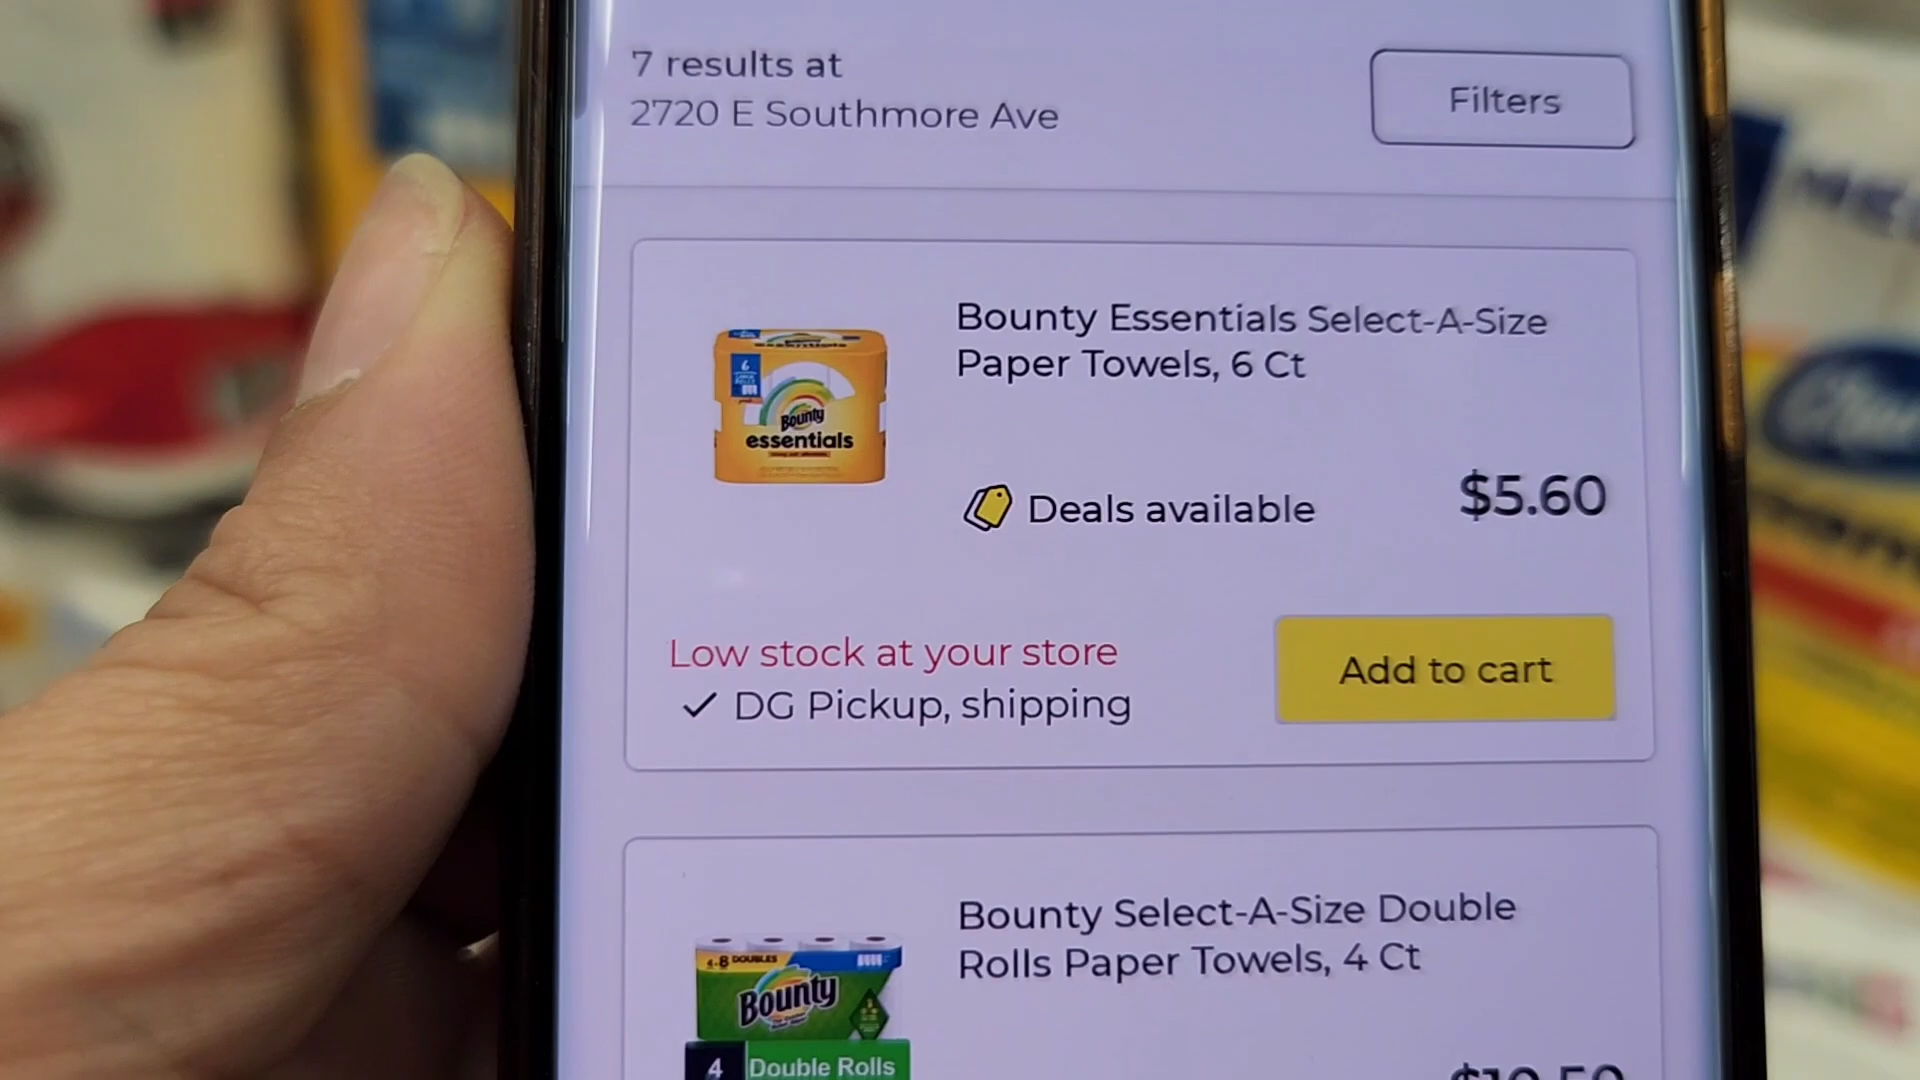 7 results at
2720 E Southmore Ave
Filters
Bounty Essentials Select-A-Size
Paper Towels, 6 Ct
6
Bounty
essentials
Deals available
$5.60
Low stock at your store
DG Pickup, shipping
Add to cart
Bounty Select-A-Size Double
Rolls Paper Towels, 4 Ct
4=8 DOUBLES
Bounty
4 Double Rolls